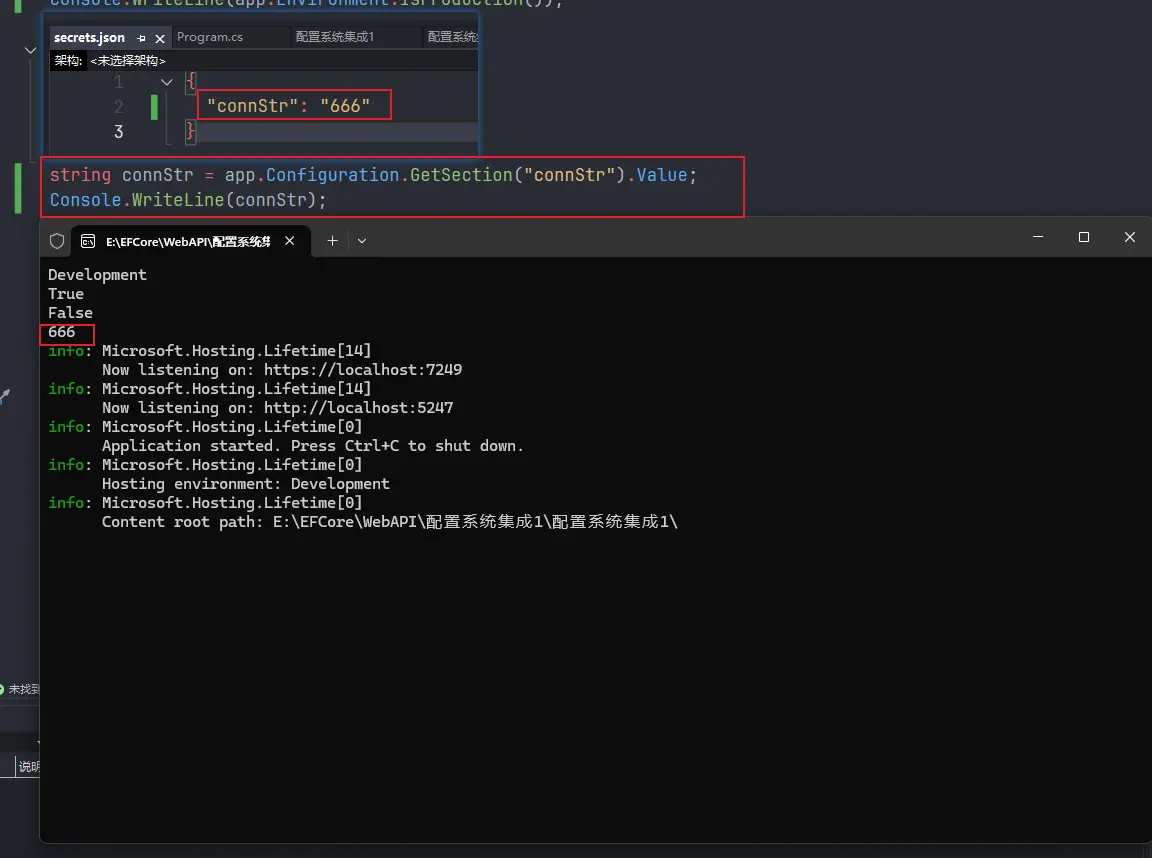 Console.WriteLine(app.Environment.IsProduction());
secrets.json Program.cs 配置系统集成1 配置系统
架构: <未选择架构>
1 {
2 "connStr": "666"
3 }
string connStr = app.Configuration.GetSection("connStr").Value;
Console.WriteLine(connStr);
E:\EFCore\WebAPI\配置系统集
Development
True
False
666
info: Microsoft.Hosting.Lifetime[14]
Now listening on: https://localhost:7249
info: Microsoft.Hosting.Lifetime[14]
Now listening on: http://localhost:5247
info: Microsoft.Hosting.Lifetime[0]
Application started. Press Ctrl+C to shut down.
info: Microsoft.Hosting.Lifetime[0]
Hosting environment: Development
info: Microsoft.Hosting.Lifetime[0]
Content root path: E:\EFCore\WebAPI\配置系统集成1\配置系统集成1\
未找到
说明